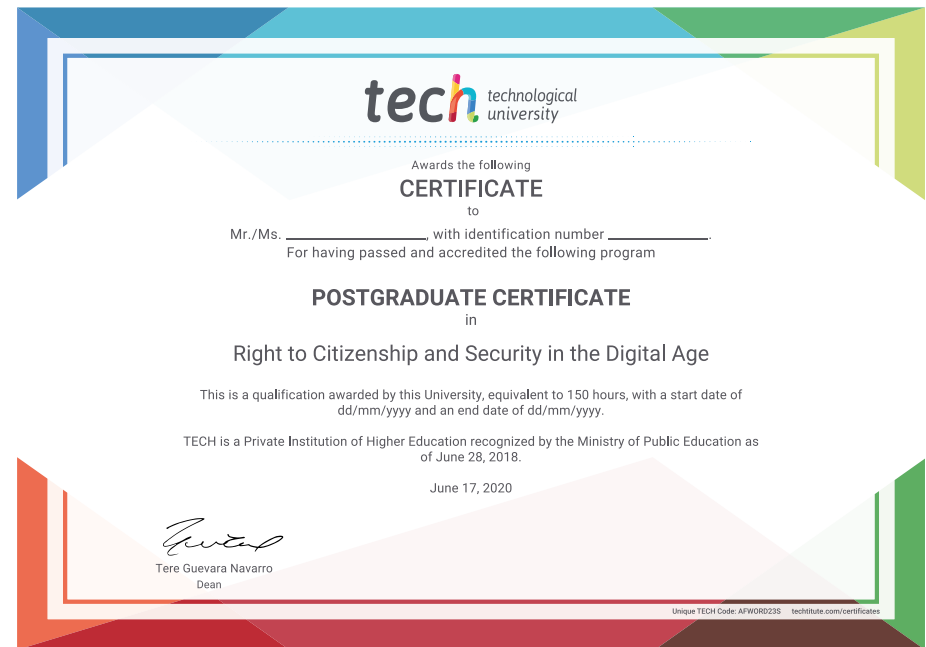 tech technological
university
Awards the following
CERTIFICATE
to
Mr./Ms. ____________________, with identification number ______________.
For having passed and accredited the following program
POSTGRADUATE CERTIFICATE
in
Right to Citizenship and Security in the Digital Age
This is a qualification awarded by this University, equivalent to 150 hours, with a start date of
dd/mm/yyyy and an end date of dd/mm/yyyy.
TECH is a Private Institution of Higher Education recognized by the Ministry of Public Education as
of June 28, 2018.
June 17, 2020
Tere Guevara Navarro
Dean
Unique TECH Code: AFWORD23S techtitute.com/certificates